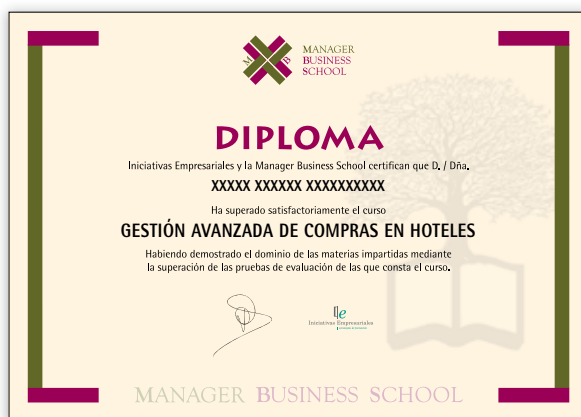 M B
MANAGER
BUSINESS
SCHOOL
DIPLOMA
Iniciativas Empresariales y la Manager Business School certifican que D. / Dña.
XXXXX XXXXXX XXXXXXXXXX
Ha superado satisfactoriamente el curso
GESTIÓN AVANZADA DE COMPRAS EN HOTELES
Habiendo demostrado el dominio de las materias impartidas mediante
la superación de las pruebas de evaluación de las que consta el curso.
Iniciativas Empresariales
MANAGER BUSINESS SCHOOL